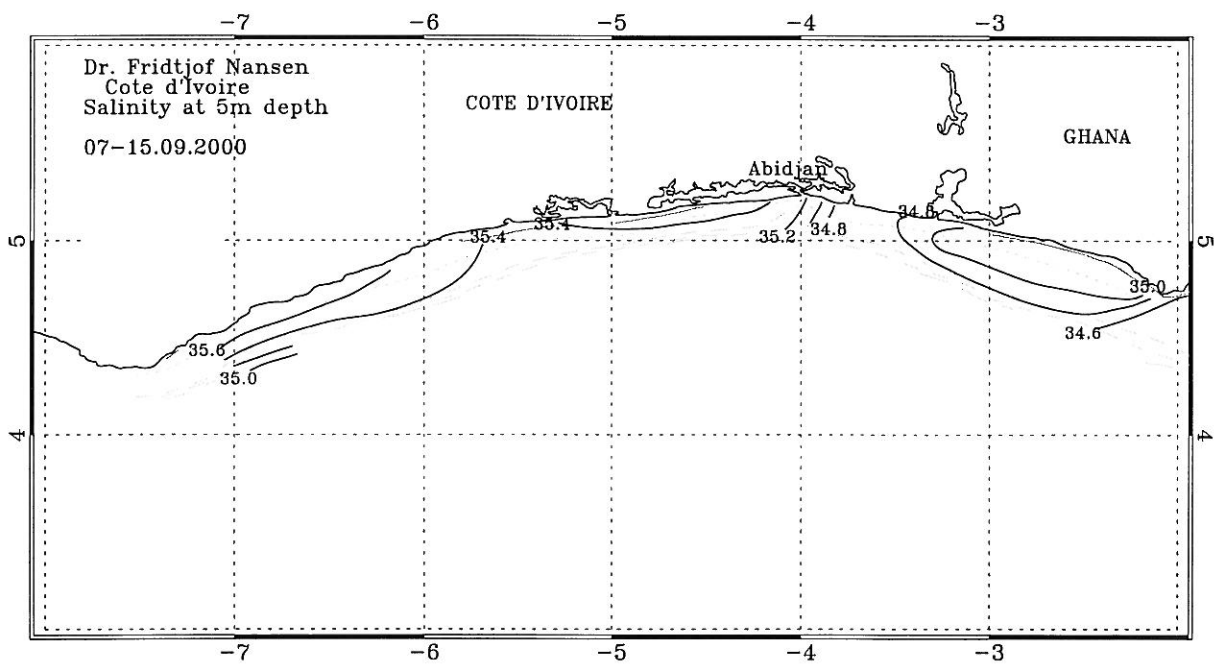 -7 -6 -5 -4 -3
Dr. Fridtjof Nansen
Cote d'Ivoire
Salinity at 5m depth
07-15.09.2000
COTE D'IVOIRE
GHANA
Abidjan
34.8
35.4
35.4
35.2
34.8
5
5
35.0
34.6
35.6
35.0
4
4
-7 -6 -5 -4 -3